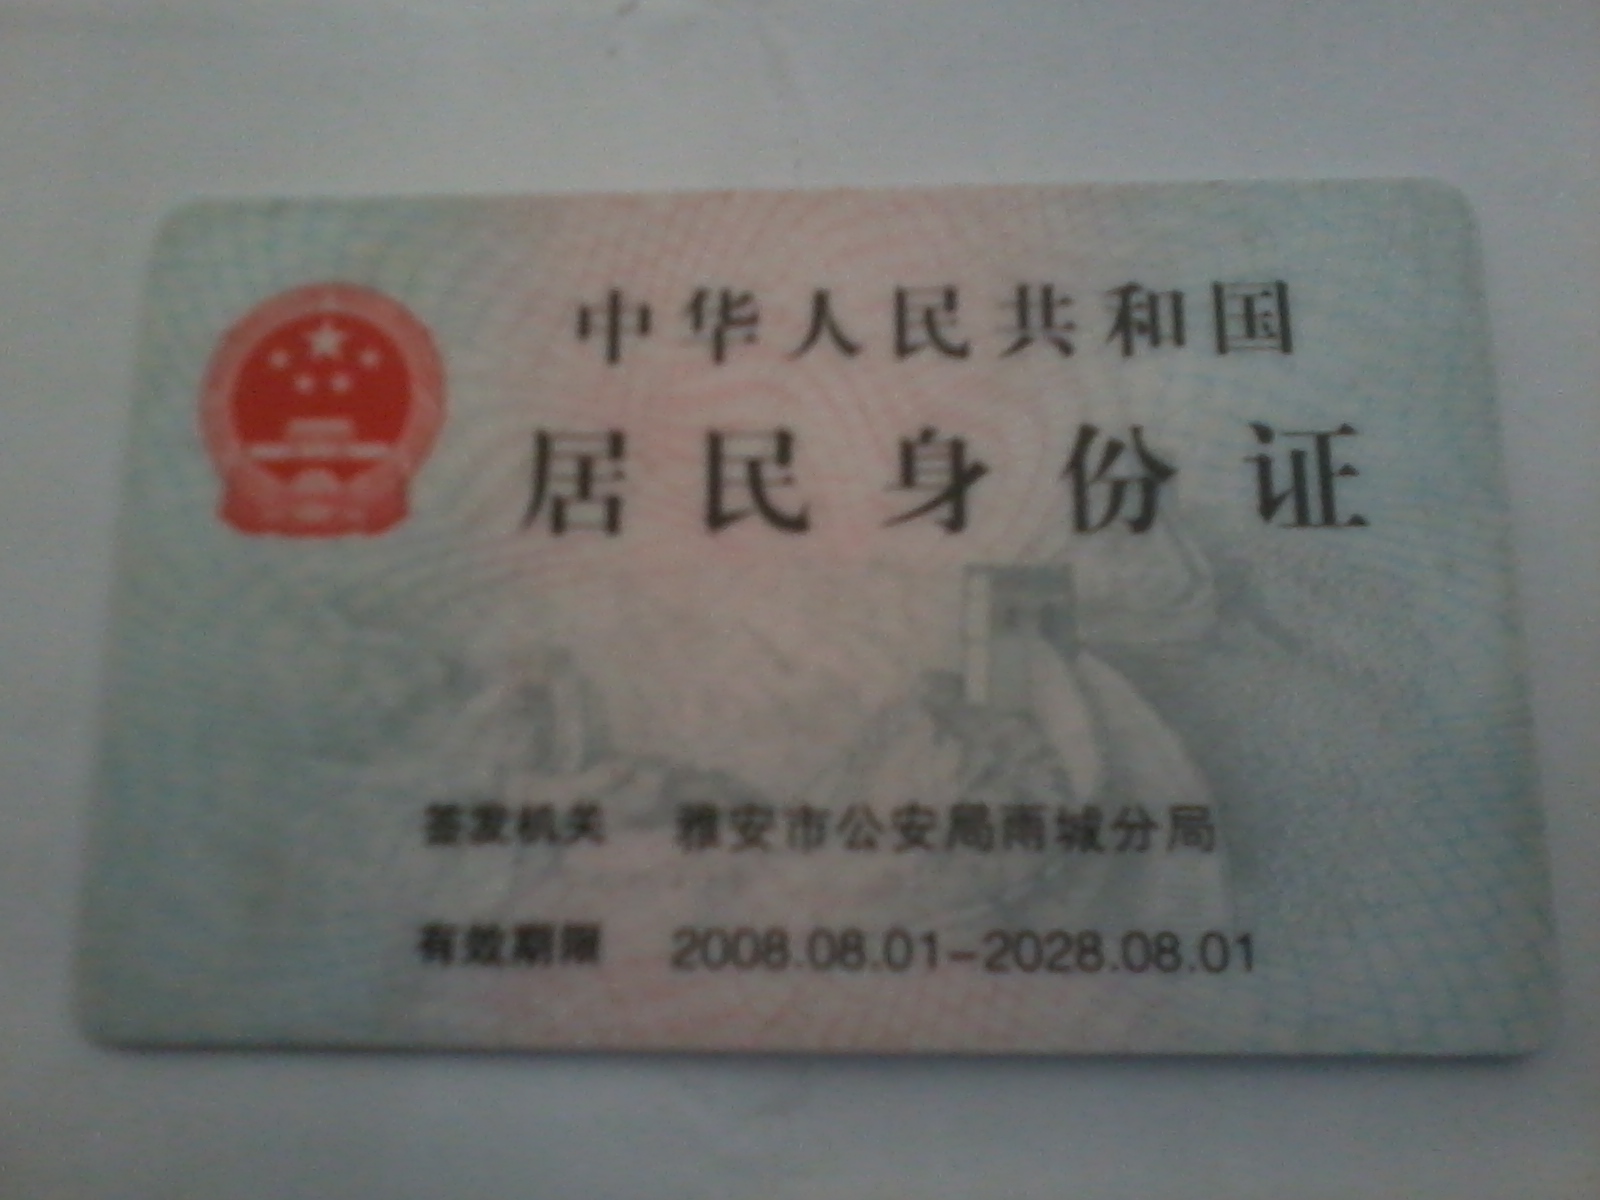 中华人民共和国
居民身份证
签发机关 雅安市公安局雨城分局
有效期限 2008.08.01-2028.08.01